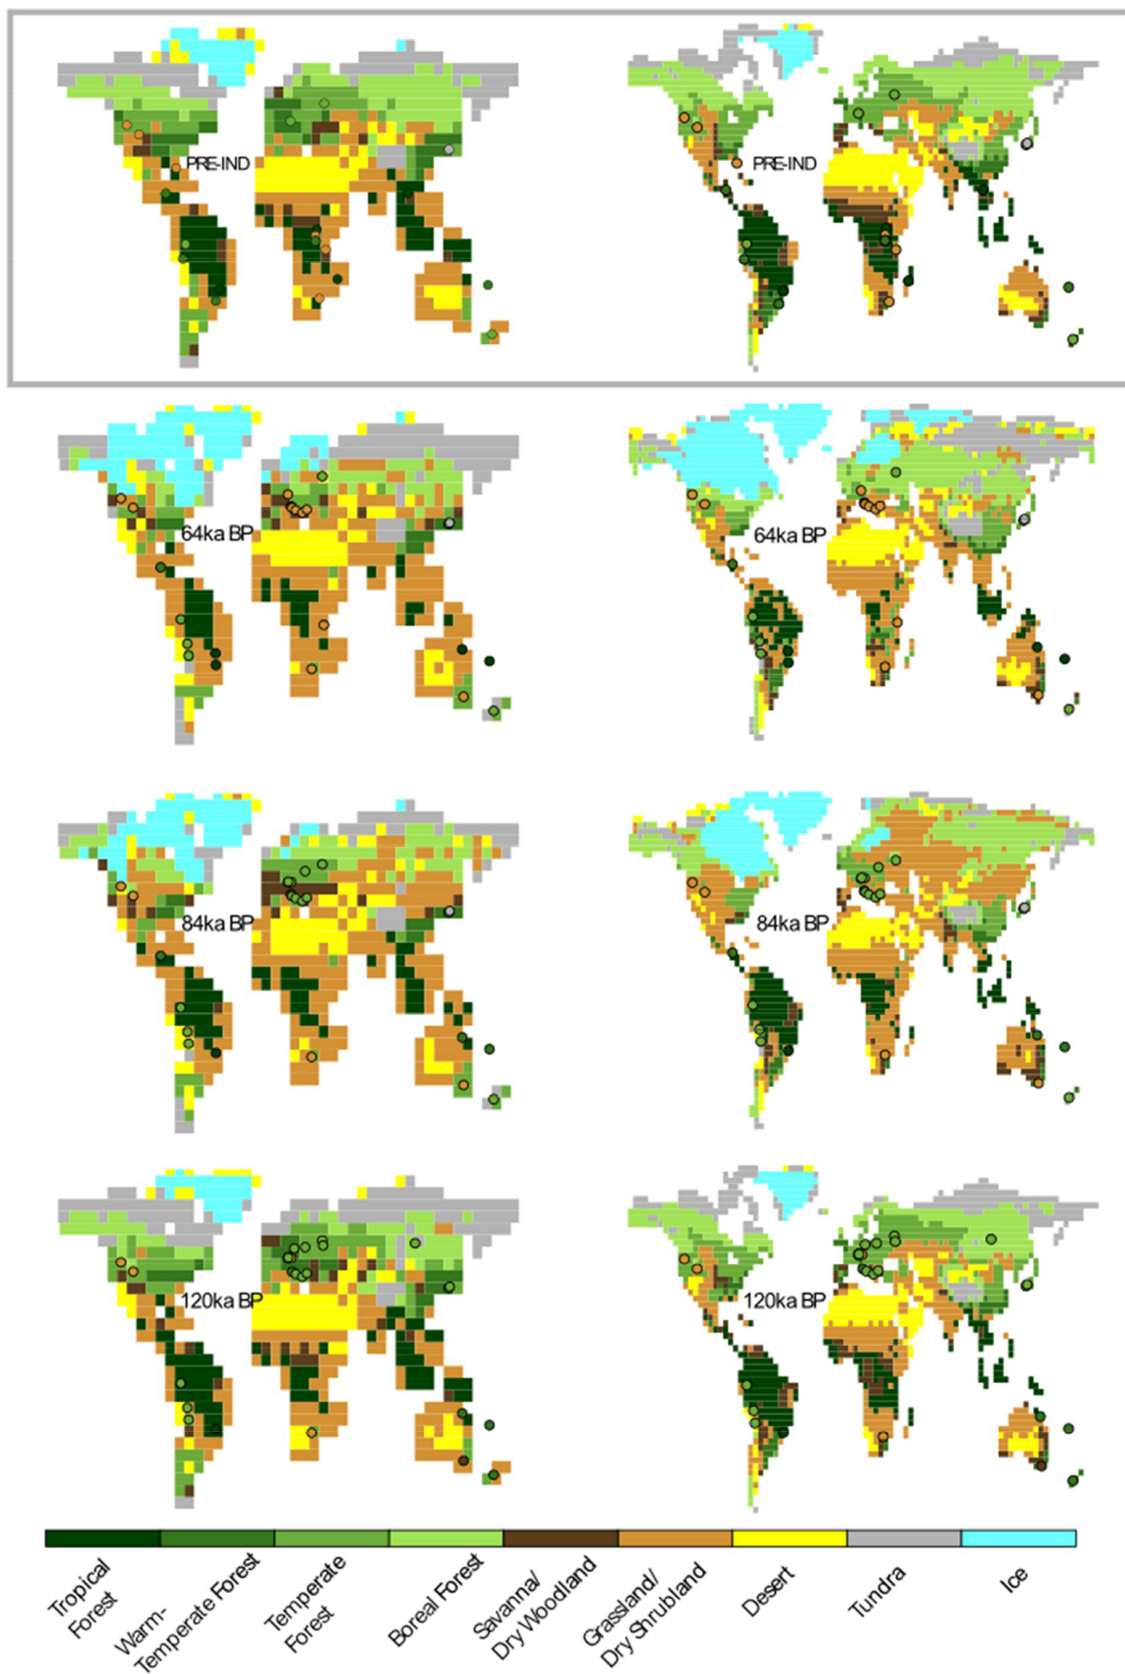 PRE-IND PRE-IND
64ka BP 64ka BP
84ka BP 84ka BP
120ka BP 120ka BP
Tropical
Forest
Warm-
Temperate Forest
Temperate
Forest
Boreal Forest
Savanna/
Dry Woodland
Grassland/
Dry Shrubland
Desert
Tundra
Ice